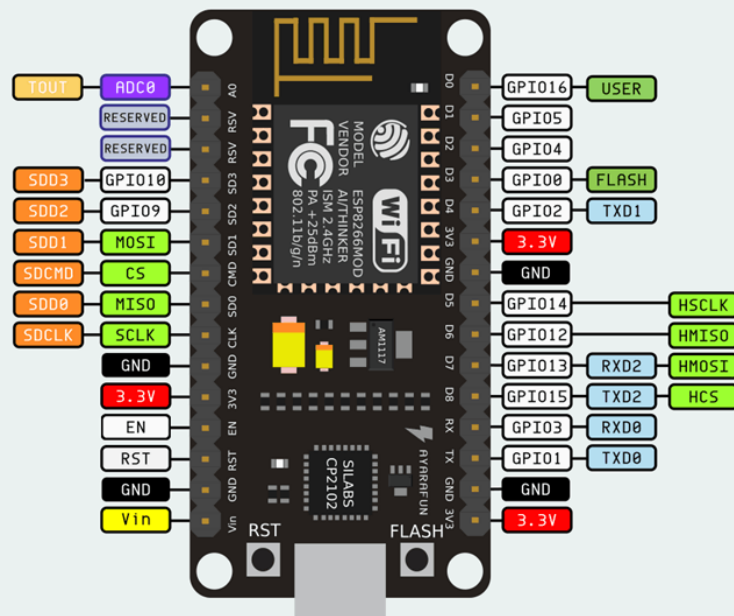 TOUT ADC0 A0 D0 GPIO16 USER
RESERVED RSV D1 GPIO5
RESERVED RSV D2 GPIO4
SDD3 GPIO10 SD3 D3 GPIO0 FLASH
SDD2 GPIO9 SD2 D4 GPIO2 TXD1
SDD1 MOSI SD1 3V3 3.3V
SDCMD CS CMD GND GND
SDD0 MISO SD0 D5 GPIO14 HSCLK
SDCLK SCLK CLK D6 GPIO12 HMISO
GND GND D7 GPIO13 RXD2 HMOSI
3.3V 3V3 D8 GPIO15 TXD2 HCS
EN EN RX GPIO3 RXD0
RST RST TX GPIO1 TXD0
GND GND GND GND
Vin Vin 3V3 3.3V
MODEL
VENDOR
FC
ESP8266MOD
AI/THINKER
ISM 2.4GHz
PA +25dBm
802.11b/g/n
Wi Fi
AM1117
SILABS
CP2102
AYARAFUN
RST
FLASH